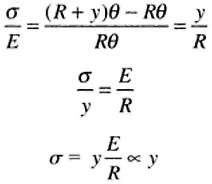 σ/E = (R + y)θ − Rθ/Rθ = y/R
σ/y = E/R
σ = y E/R ∝ y